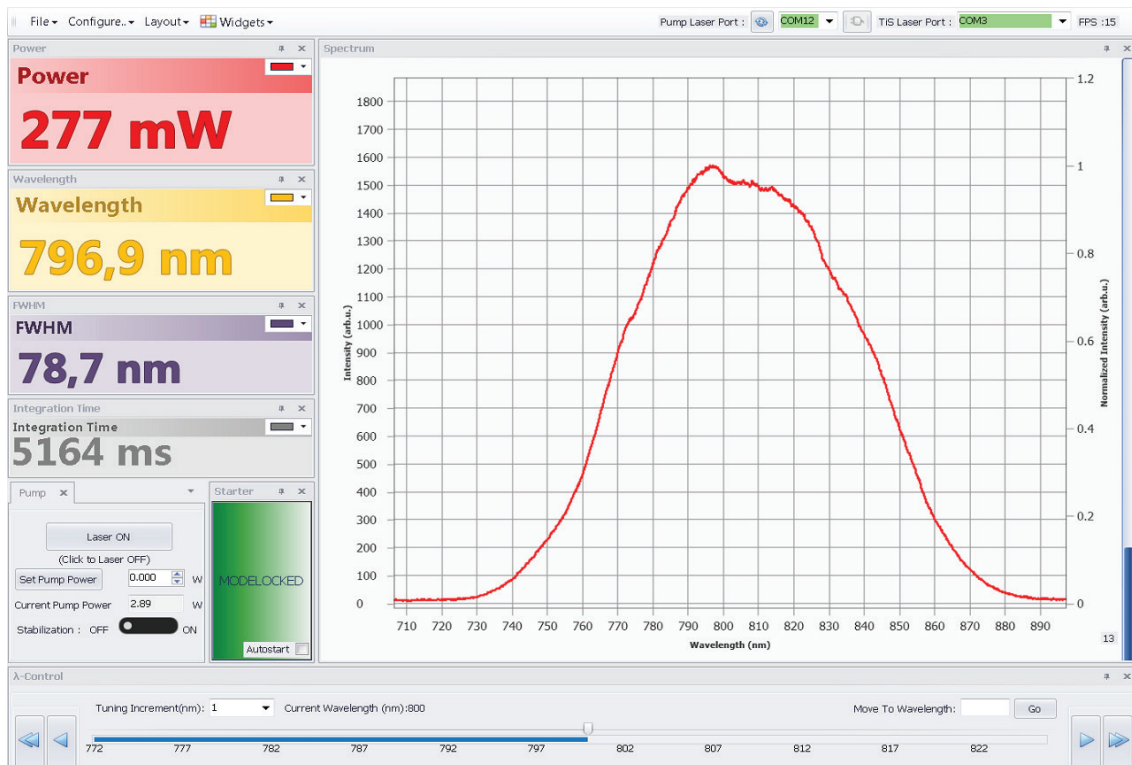 File Configure.. Layout Widgets Pump Laser Port : COM12 TiS Laser Port : COM3 FPS :15
Power
Power
277 mW
Wavelength
Wavelength
796,9 nm
FWHM
FWHM
78,7 nm
Integration Time
Integration Time
5164 ms
Pump
Laser ON
(Click to Laser OFF)
Set Pump Power 0.000 W
Current Pump Power 2.89 W
Stabilization : OFF ON
Starter
MODELOCKED
Autostart
Spectrum
Intensity (arb.u.)
1800
1700
1600
1500
1400
1300
1200
1100
1000
900
800
700
600
500
400
300
200
100
0
710 720 730 740 750 760 770 780 790 800 810 820 830 840 850 860 870 880 890
Wavelength (nm)
1.2
1
0.8
0.6
0.4
0.2
0
Normalized Intensity (arb.u.)
13
λ-Control
Tuning Increment(nm): 1 Current Wavelength (nm):800 Move To Wavelength: Go
772 777 782 787 792 797 802 807 812 817 822